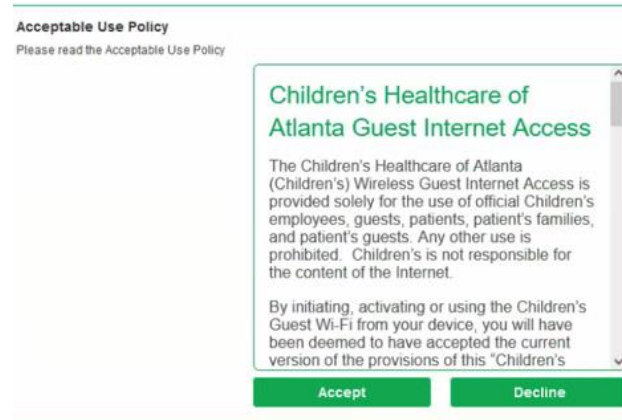 Acceptable Use Policy
Please read the Acceptable Use Policy
Children's Healthcare of
Atlanta Guest Internet Access
The Children's Healthcare of Atlanta
(Children's) Wireless Guest Internet Access is
provided solely for the use of official Children's
employees, guests, patients, patient's families,
and patient's guests. Any other use is
prohibited. Children's is not responsible for
the content of the Internet.
By initiating, activating or using the Children's
Guest Wi-Fi from your device, you will have
been deemed to have accepted the current
version of the provisions of this "Children's
Accept
Decline